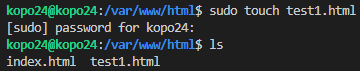 kopo24@kopo24:/var/www/html$ sudo touch test1.html
[sudo] password for kopo24:
kopo24@kopo24:/var/www/html$ ls
index.html  test1.html